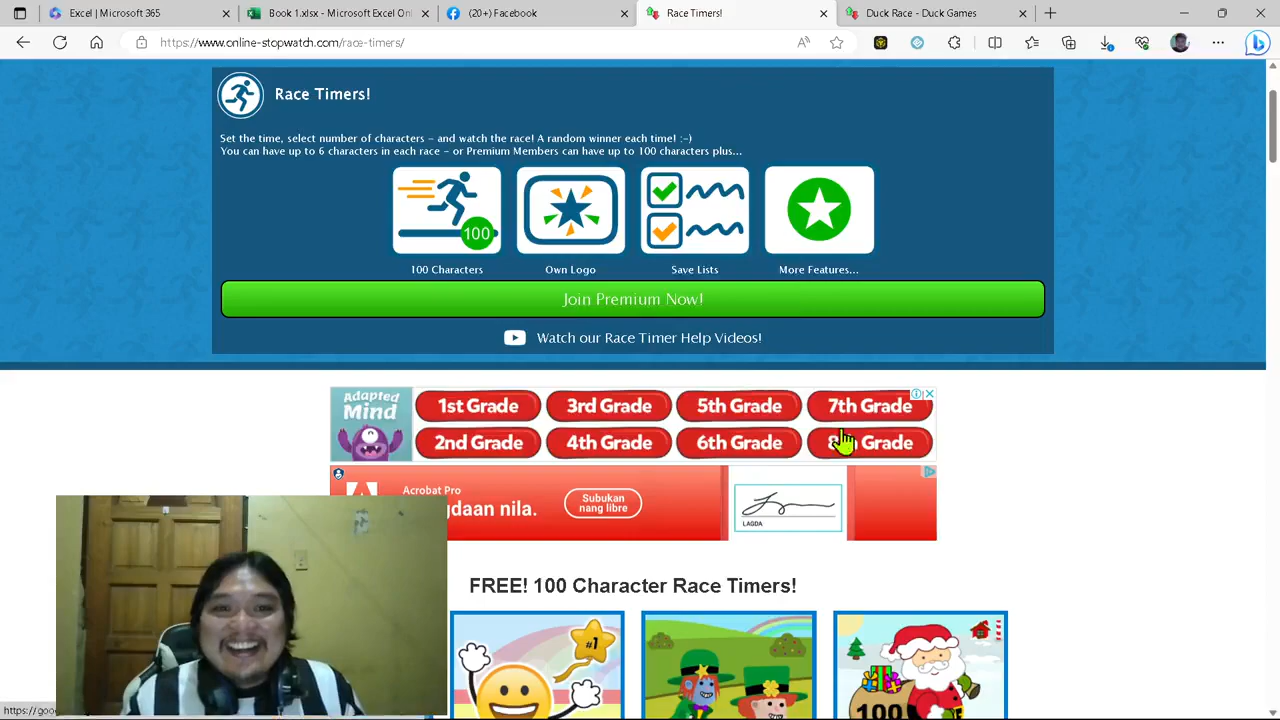 Excel | Microsoft 365
Book 1.xlsx - Microsoft Excel Onl
(20+) Facebook
Race Timers!
Duck Race - Duck Games
https://www.online-stopwatch.com/race-timers/
Race Timers!
Set the time, select number of characters - and watch the race! A random winner each time! :-)
You can have up to 6 characters in each race - or Premium Members can have up to 100 characters plus...
100
100 Characters
Own Logo
Save Lists
More Features...
Join Premium Now!
Watch our Race Timer Help Videos!
Adapted Mind
1st Grade
3rd Grade
5th Grade
7th Grade
2nd Grade
4th Grade
6th Grade
Grade
Acrobat Pro
gdaan nila.
Subukan
nang libre
LAGDA
FREE! 100 Character Race Timers!
#1
100